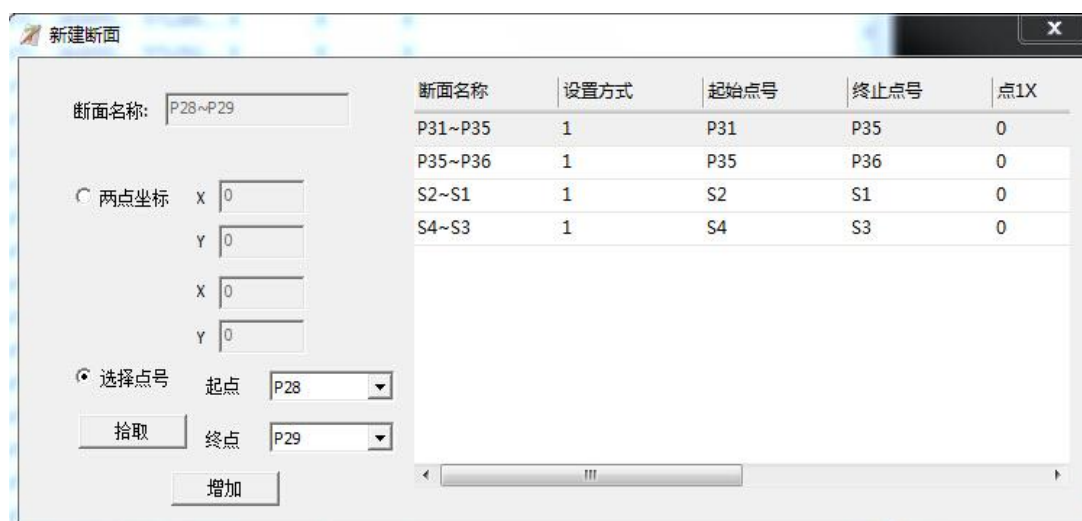 新建断面
断面名称: P28~P29
两点坐标 X 0
Y 0
X 0
Y 0
选择点号 起点 P28
拾取 终点 P29
增加
断面名称 设置方式 起始点号 终止点号 点1X
P31~P35 1 P31 P35 0
P35~P36 1 P35 P36 0
S2~S1 1 S2 S1 0
S4~S3 1 S4 S3 0